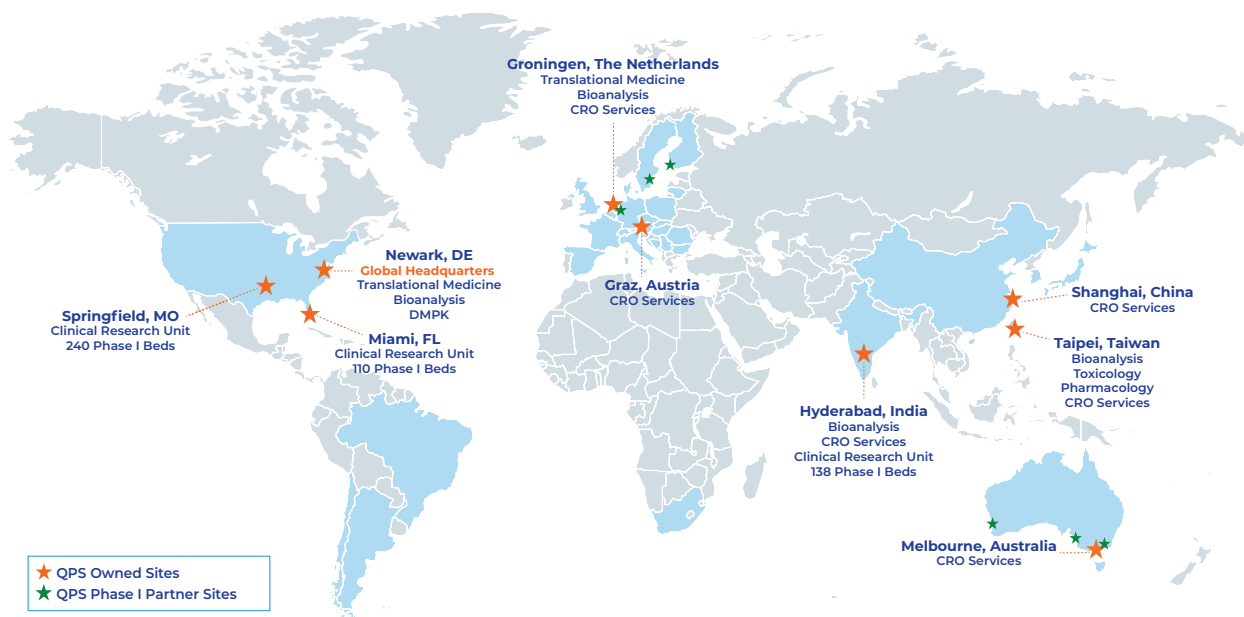 Groningen, The Netherlands
Translational Medicine
Bioanalysis
CRO Services
Newark, DE
Global Headquarters
Translational Medicine
Bioanalysis
DMPK
Springfield, MO
Clinical Research Unit
240 Phase I Beds
Miami, FL
Clinical Research Unit
110 Phase I Beds
Graz, Austria
CRO Services
Shanghai, China
CRO Services
Taipei, Taiwan
Bioanalysis
Toxicology
Pharmacology
CRO Services
Hyderabad, India
Bioanalysis
CRO Services
Clinical Research Unit
138 Phase I Beds
Melbourne, Australia
CRO Services
QPS Owned Sites
QPS Phase I Partner Sites